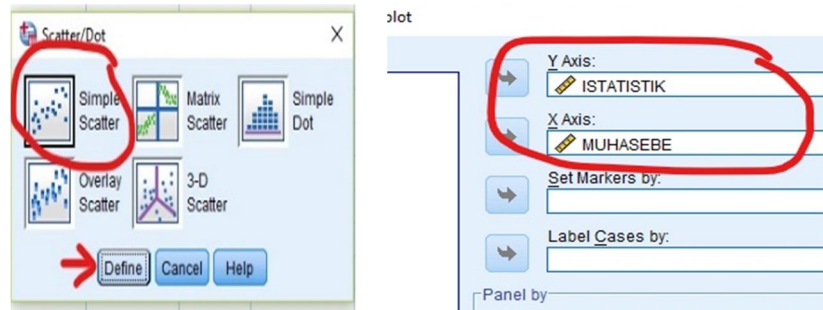 Scatter/Dot
Simple
Scatter
Matrix
Scatter
Simple
Dot
Overlay
Scatter
3-D
Scatter
Define
Cancel
Help
plot
Y Axis:
ISTATISTIK
X Axis:
MUHASEBE
Set Markers by:
Label Cases by:
Panel by